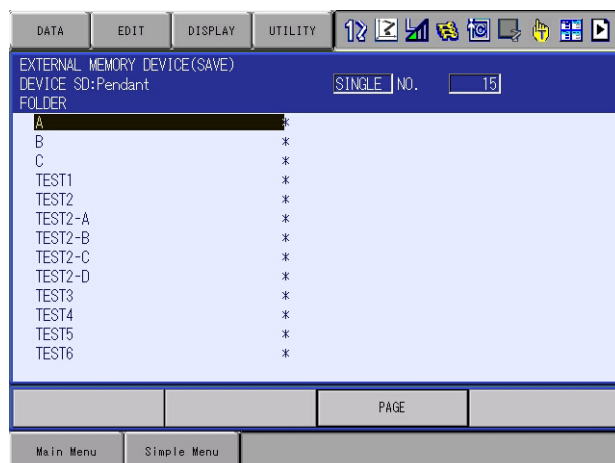 DATA EDIT DISPLAY UTILITY
EXTERNAL MEMORY DEVICE(SAVE)
DEVICE SD:Pendant SINGLE NO. 15
FOLDER
A *
B *
C *
TEST1 *
TEST2 *
TEST2-A *
TEST2-B *
TEST2-C *
TEST2-D *
TEST3 *
TEST4 *
TEST5 *
TEST6 *
PAGE
Main Menu Simple Menu